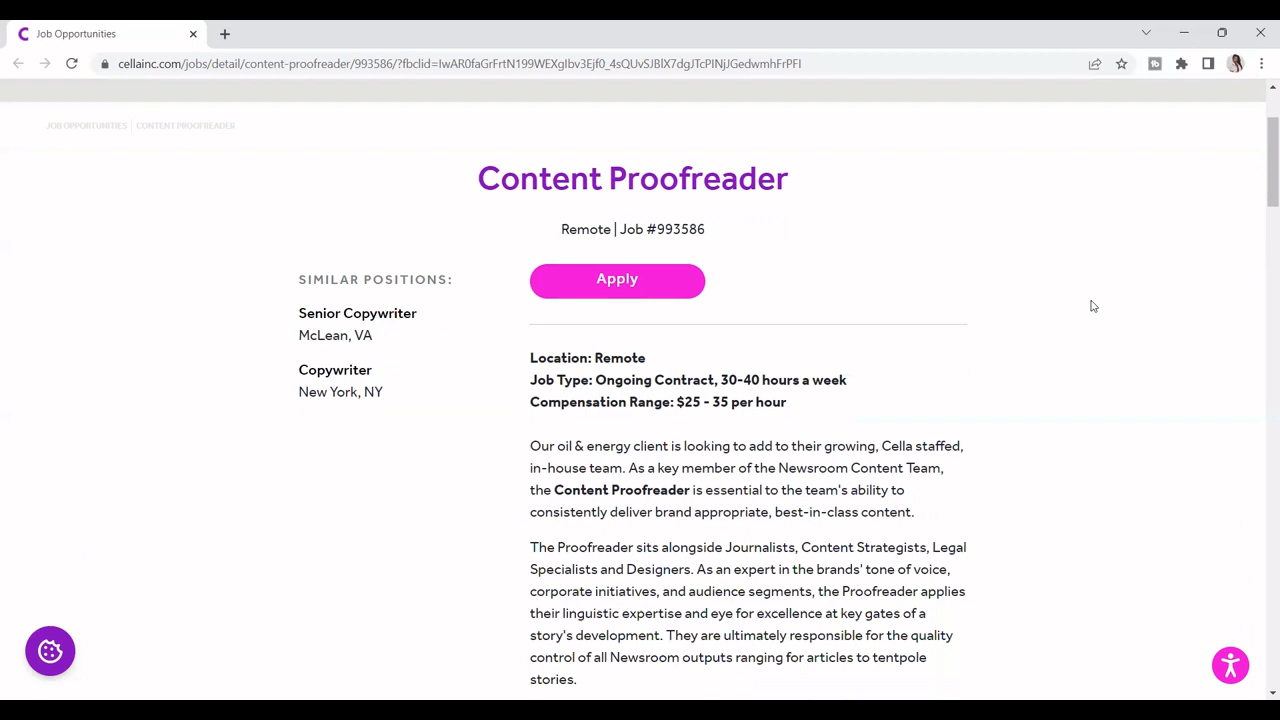 Job Opportunities
cellainc.com/jobs/detail/content-proofreader/993586/?fbclid=IwAR0faGrFrtN199WEXgIbv3Ejf0_4sQUvSJBlX7dgJTcPINjJGedwmhFrPFI
JOB OPPORTUNITIES | CONTENT PROOFREADER
Content Proofreader
Remote | Job #993586
SIMILAR POSITIONS:
Senior Copywriter
McLean, VA
Copywriter
New York, NY
Apply
Location: Remote
Job Type: Ongoing Contract, 30-40 hours a week
Compensation Range: $25 - 35 per hour
Our oil & energy client is looking to add to their growing, Cella staffed,
in-house team. As a key member of the Newsroom Content Team,
the Content Proofreader is essential to the team's ability to
consistently deliver brand appropriate, best-in-class content.
The Proofreader sits alongside Journalists, Content Strategists, Legal
Specialists and Designers. As an expert in the brands' tone of voice,
corporate initiatives, and audience segments, the Proofreader applies
their linguistic expertise and eye for excellence at key gates of a
story's development. They are ultimately responsible for the quality
control of all Newsroom outputs ranging for articles to tentpole
stories.